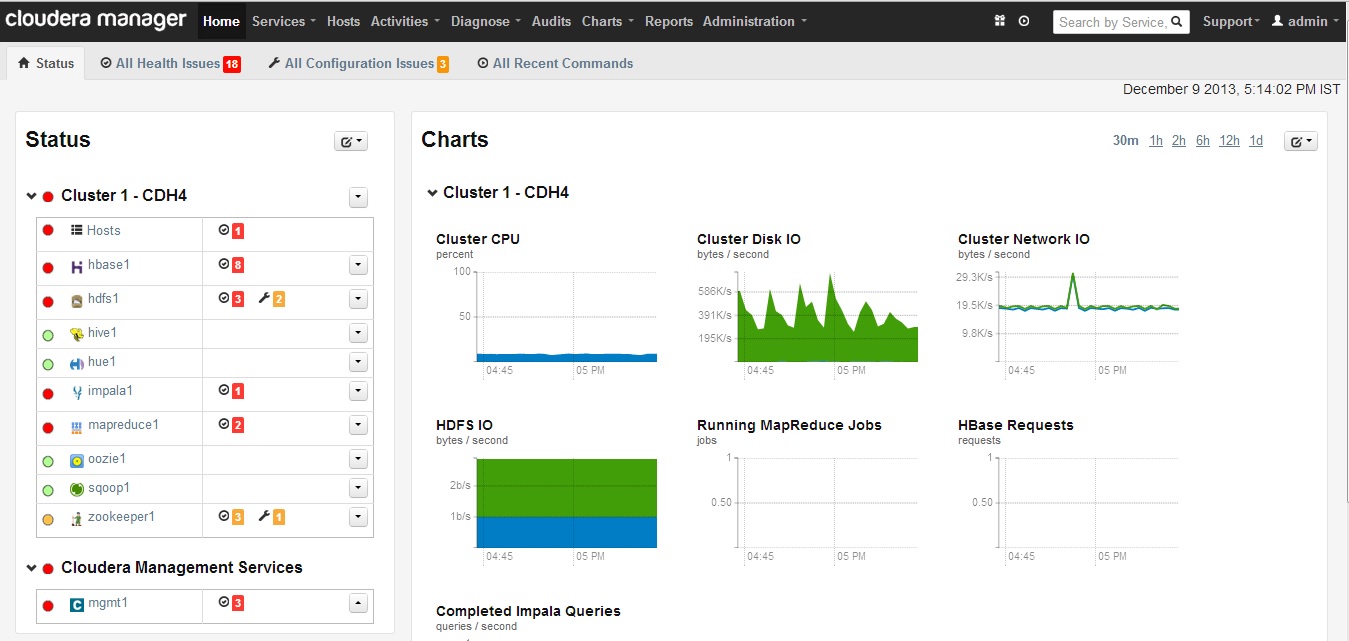 cloudera manager Home Services Hosts Activities Diagnose Audits Charts Reports Administration Search by Service, Support admin
Status All Health Issues 18 All Configuration Issues 3 All Recent Commands
December 9 2013, 5:14:02 PM IST
Status
Cluster 1 - CDH4
Hosts 1
hbase1 8
hdfs1 3 2
hive1
hue1
impala1 1
mapreduce1 2
oozie1
sqoop1
zookeeper1 3 1
Cloudera Management Services
mgmt1 3
Charts 30m 1h 2h 6h 12h 1d
Cluster 1 - CDH4
Cluster CPU
percent
100
50
04:45 05 PM
Cluster Disk IO
bytes / second
586K/s
391K/s
195K/s
04:45 05 PM
Cluster Network IO
bytes / second
29.3K/s
19.5K/s
9.8K/s
04:45 05 PM
HDFS IO
bytes / second
2b/s
1b/s
04:45 05 PM
Running MapReduce Jobs
jobs
1
0.50
04:45 05 PM
HBase Requests
requests
1
0.50
04:45 05 PM
Completed Impala Queries
queries / second